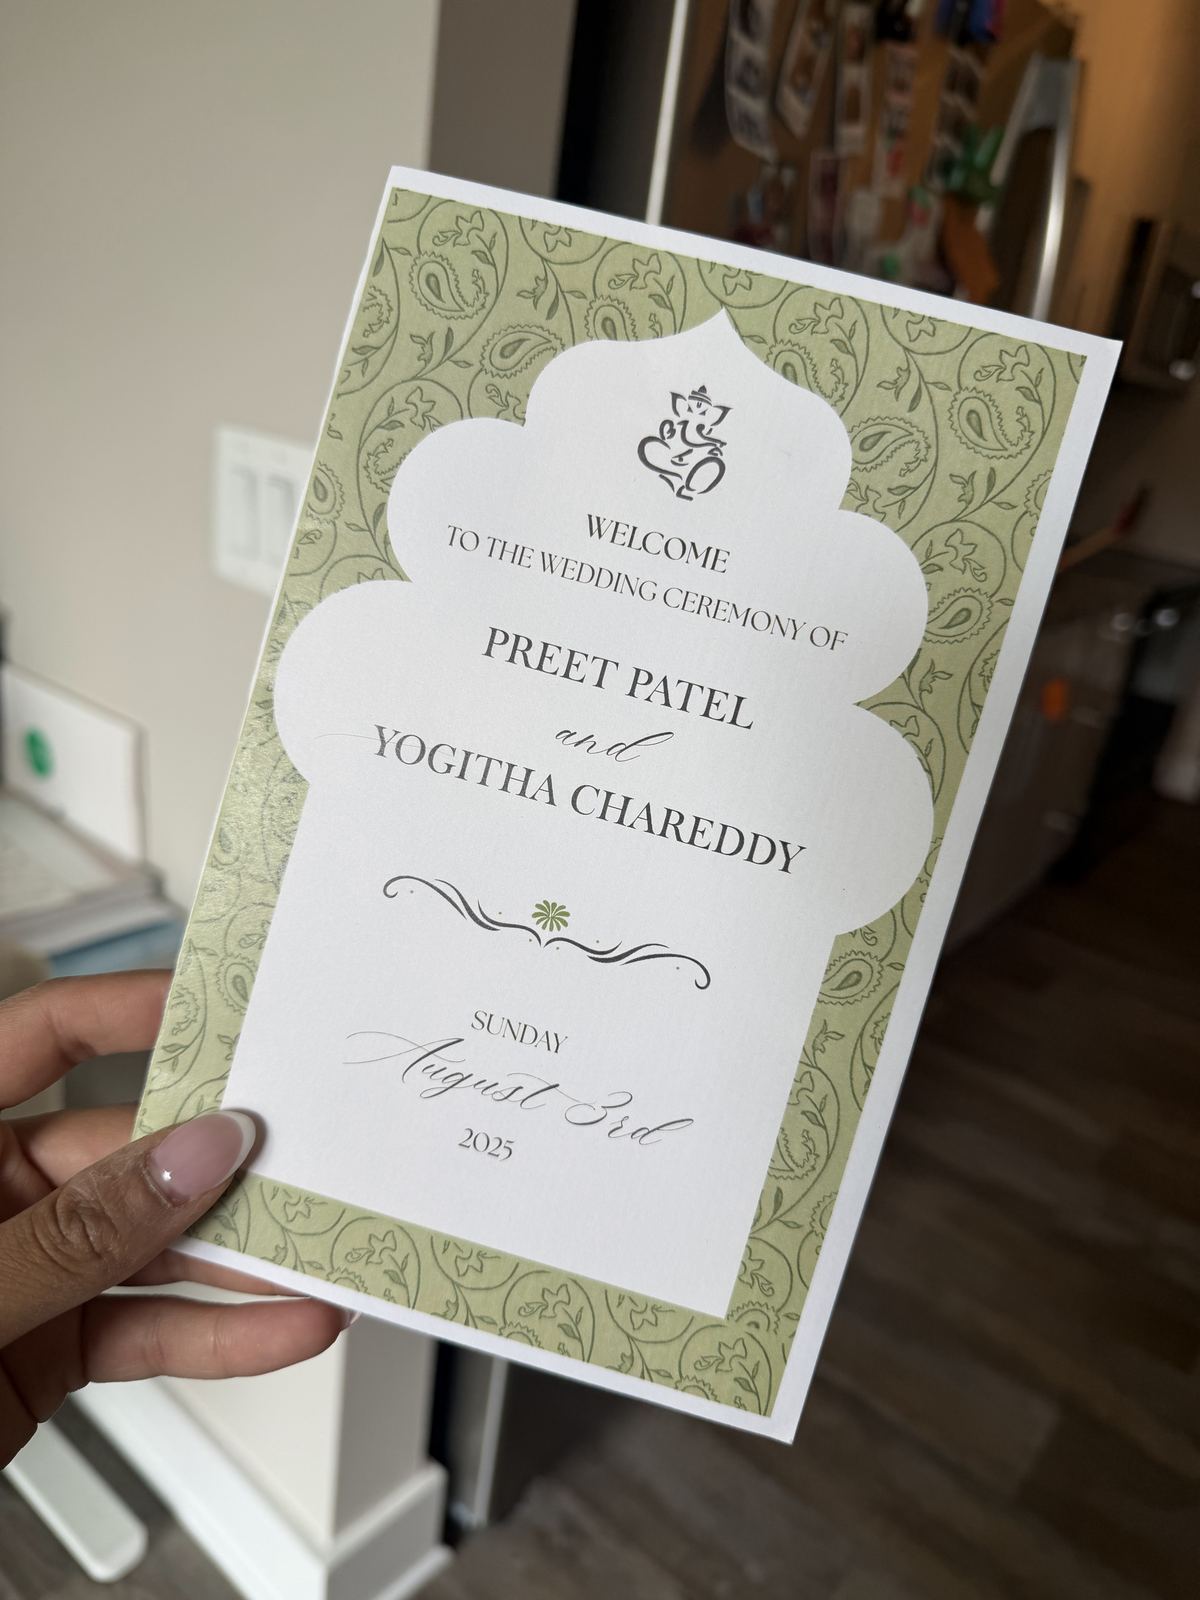 WELCOME
TO THE WEDDING CEREMONY OF
PREET PATEL
and
YOGITHA CHAREDDY
SUNDAY
August 3rd
2025